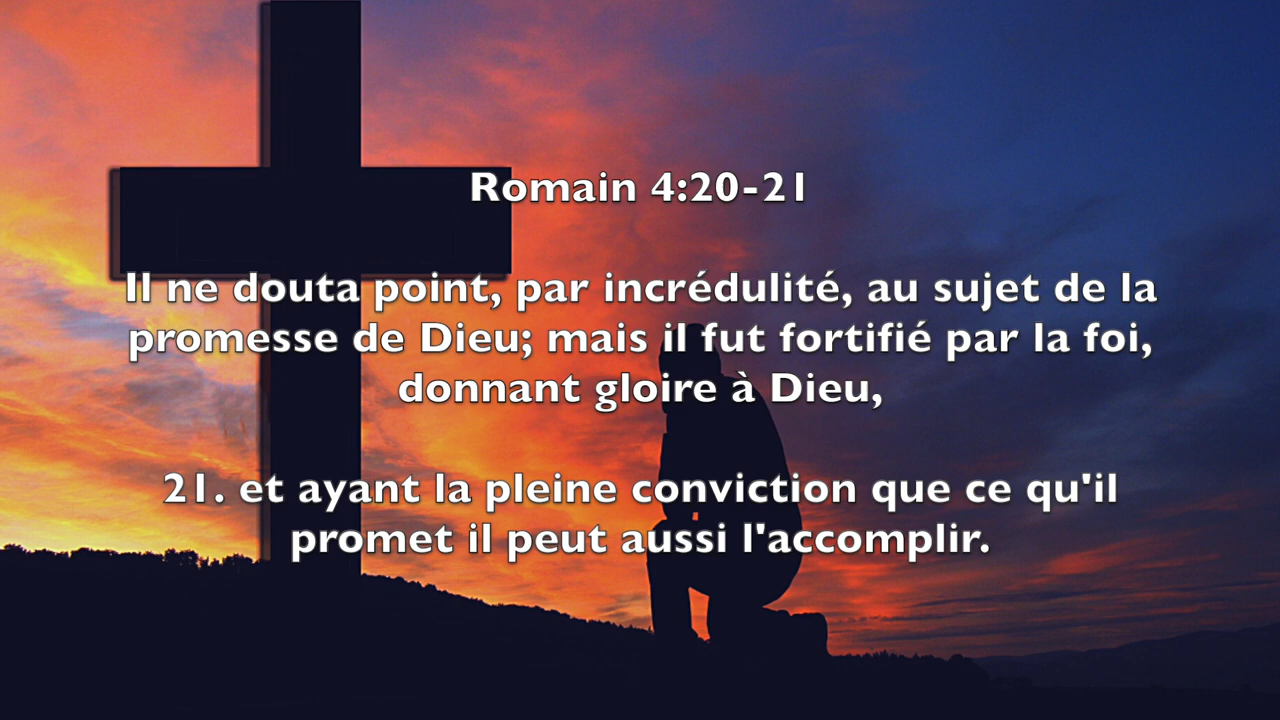 Romain 4:20-21
Il ne douta point, par incrédulité, au sujet de la
promesse de Dieu; mais il fut fortifié par la foi,
donnant gloire à Dieu,
21. et ayant la pleine conviction que ce qu'il
promet il peut aussi l'accomplir.